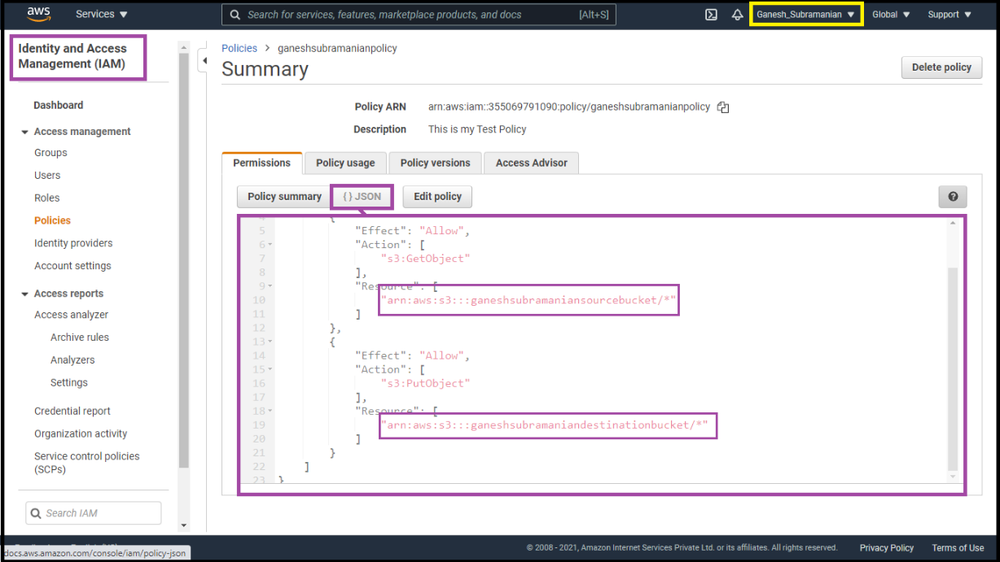 aws
Services
Search for services, features, marketplace products, and docs [Alt+S]
Ganesh_Subramanian
Global
Support
Identity and Access
Management (IAM)
Dashboard
Access management
Groups
Users
Roles
Policies
Identity providers
Account settings
Access reports
Access analyzer
Archive rules
Analyzers
Settings
Credential report
Organization activity
Service control policies
(SCPs)
Search IAM
Policies > ganeshsubramanianpolicy
Summary
Delete policy
Policy ARN arn:aws:iam::355069791090:policy/ganeshsubramanianpolicy
Description This is my Test Policy
Permissions
Policy usage
Policy versions
Access Advisor
Policy summary
{ } JSON
Edit policy
?
4 {
5 "Effect": "Allow",
6 "Action": [
7 "s3:GetObject"
8 ],
9 "Resource": [
10 "arn:aws:s3:::ganeshsubramaniansourcebucket/*"
11 ]
12 },
13 {
14 "Effect": "Allow",
15 "Action": [
16 "s3:PutObject"
17 ],
18 "Resource": [
19 "arn:aws:s3:::ganeshsubramaniandestinationbucket/*"
20 ]
21 }
22 ]
23 }
docs.aws.amazon.com/console/iam/policy-json
© 2008 - 2021, Amazon Internet Services Private Ltd. or its affiliates. All rights reserved.
Privacy Policy
Terms of Use